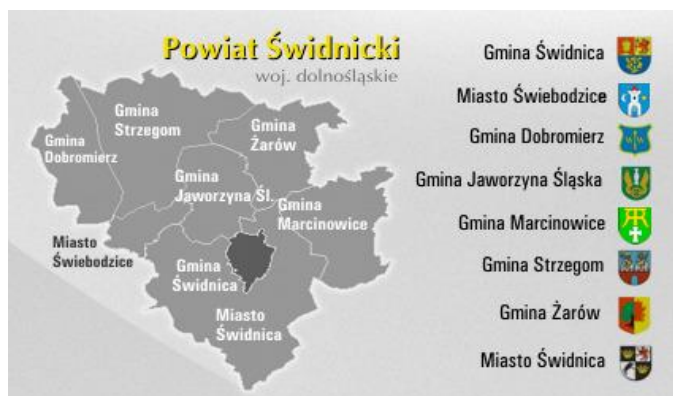 Powiat Świdnicki
woj. dolnośląskie
Gmina
Strzegom
Gmina
Dobromierz
Gmina
Żarów
Gmina
Jaworzyna Śl.
Gmina
Marcinowice
Miasto
Świebodzice
Gmina
Świdnica
Miasto
Świdnica
Gmina Świdnica
Miasto Świebodzice
Gmina Dobromierz
Gmina Jaworzyna Śląska
Gmina Marcinowice
Gmina Strzegom
Gmina Żarów
Miasto Świdnica